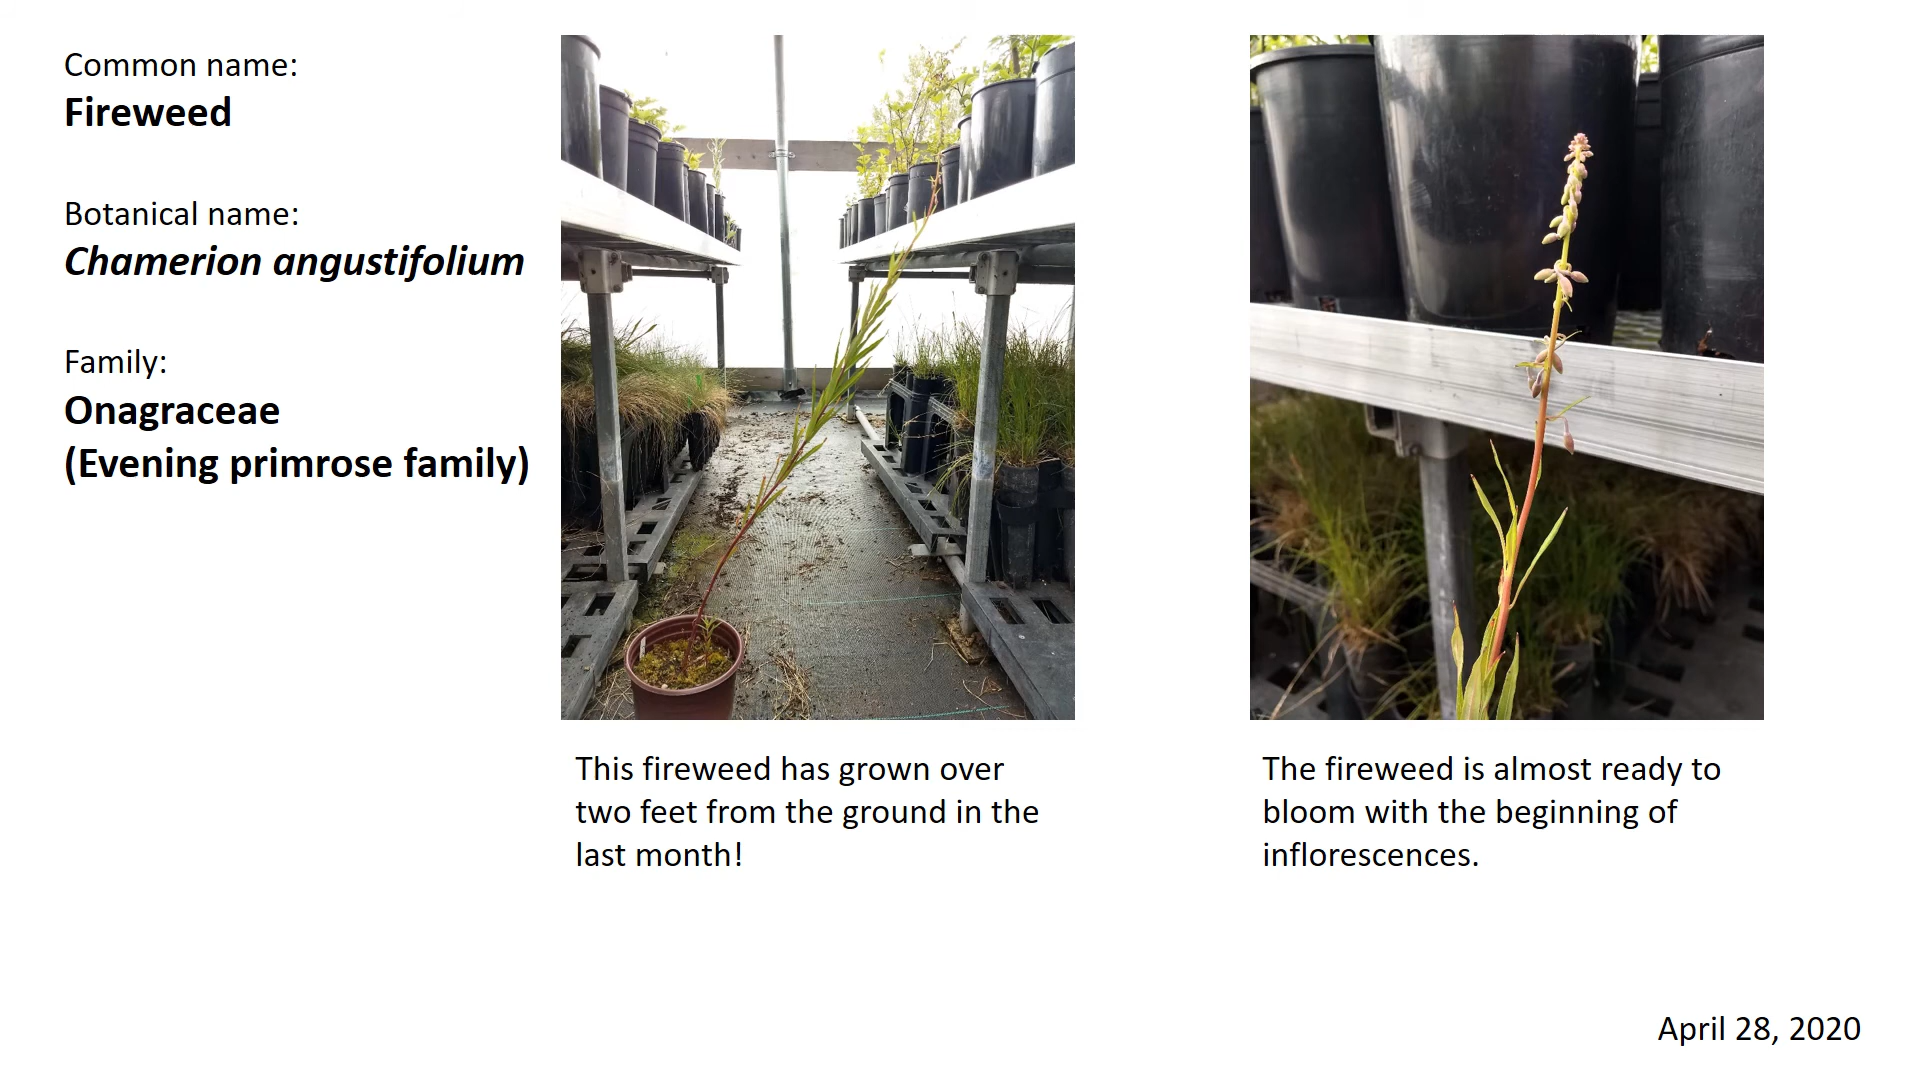 Common name:
Fireweed
Botanical name:
Chamerion angustifolium
Family:
Onagraceae
(Evening primrose family)
This fireweed has grown over
two feet from the ground in the
last month!
The fireweed is almost ready to
bloom with the beginning of
inflorescences.
April 28, 2020